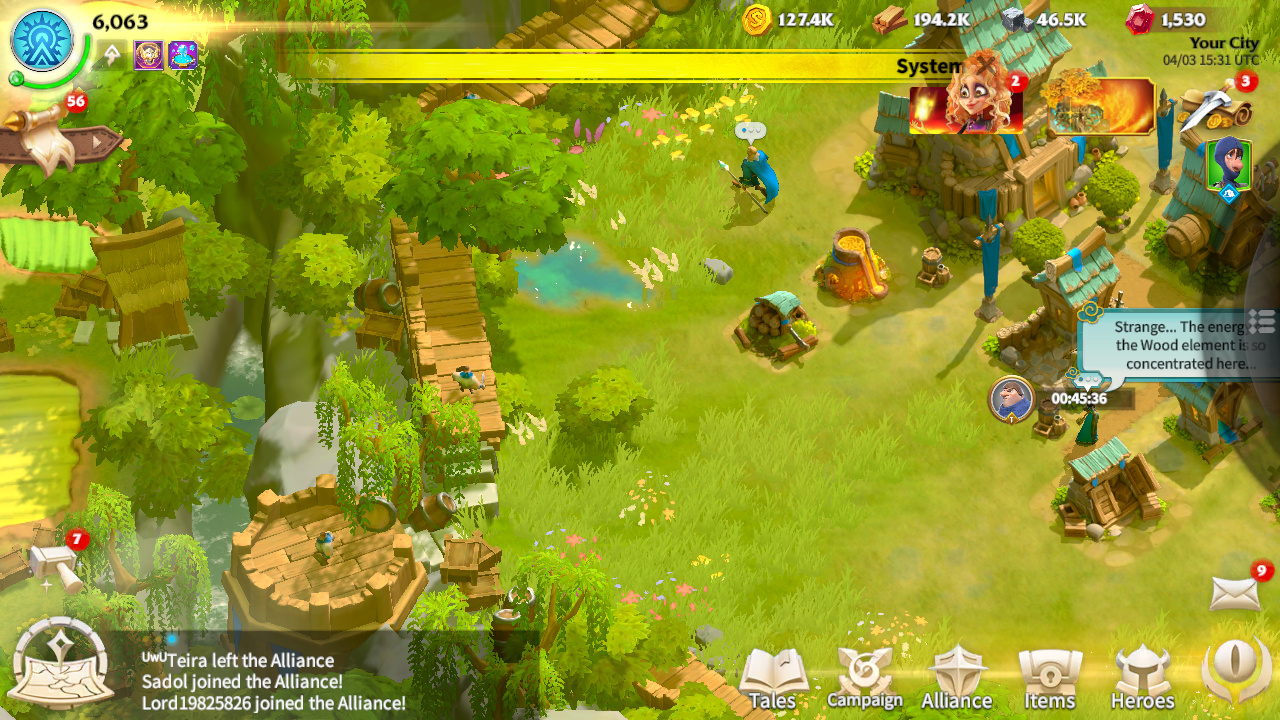 6,063
127.4K
194.2K
46.5K
1,530
Your City
04/03 15:31 UTC
System
56
2
3
Strange... The energ
the Wood element is so
concentrated here...
00:45:36
7
9
UwUTeira left the Alliance
Sadol joined the Alliance!
Lord19825826 joined the Alliance!
Tales
Campaign
Alliance
Items
Heroes